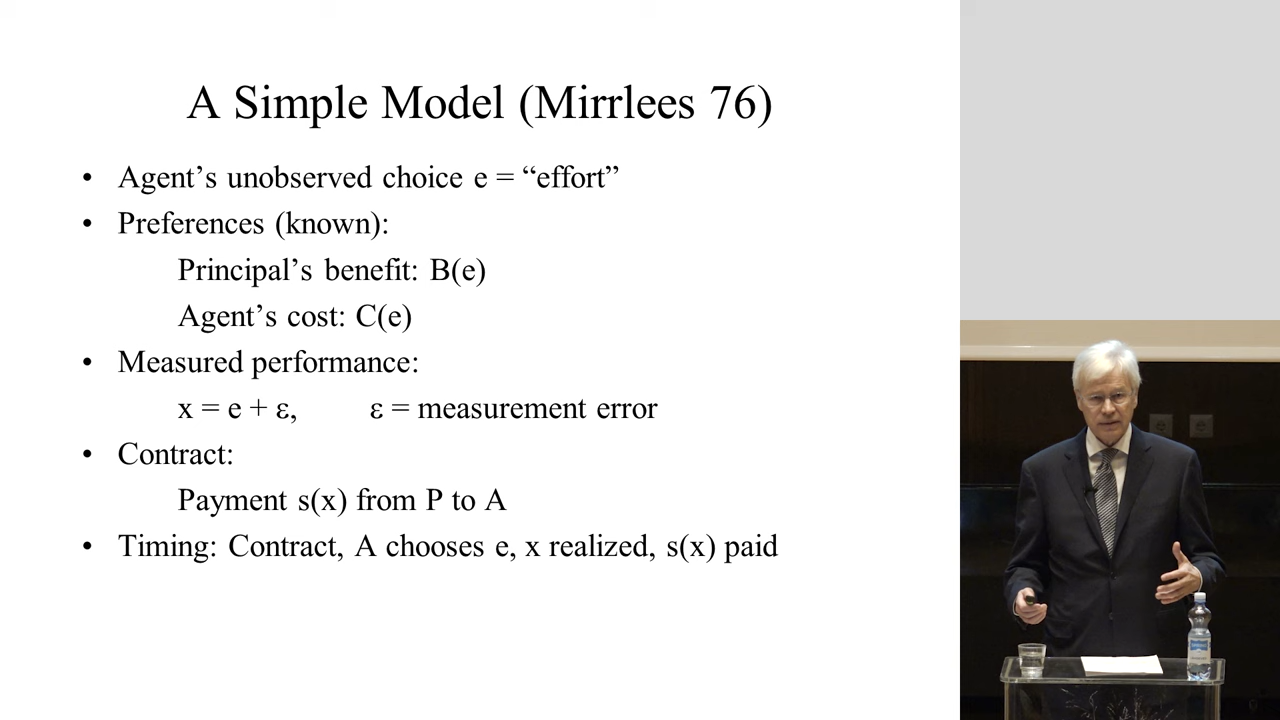 A Simple Model (Mirrlees 76)
• Agent’s unobserved choice e = “effort”
• Preferences (known):
Principal’s benefit: B(e)
Agent’s cost: C(e)
• Measured performance:
x = e + ε, ε = measurement error
• Contract:
Payment s(x) from P to A
• Timing: Contract, A chooses e, x realized, s(x) paid